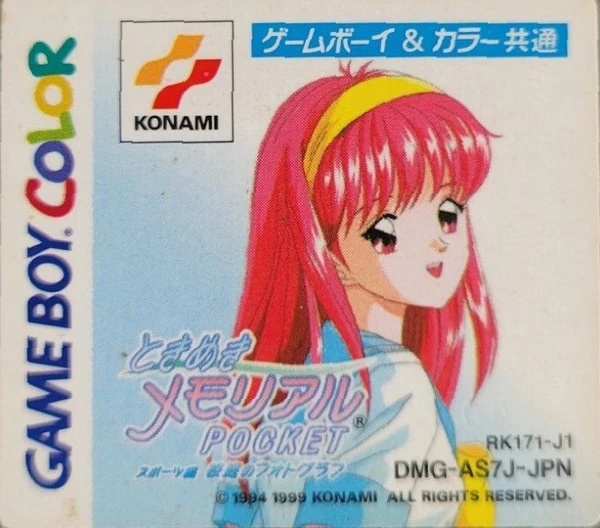 GAME BOY COLOR
KONAMI
ゲームボーイ & カラー共通
ときめき
メモリアル®
POCKET
スポーツ編 校庭のフォトグラフ
RK171-J1
DMG-AS7J-JPN
© 1994 1999 KONAMI ALL RIGHTS RESERVED.